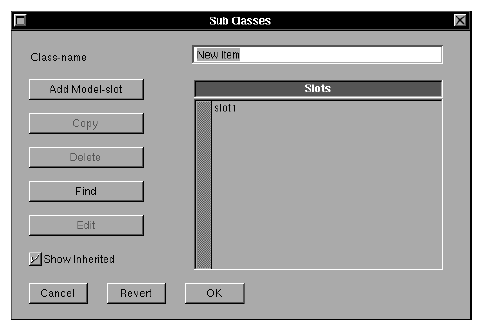 Sub Classes
Class-name
New Item
Add Model-slot
Slots
slot1
Copy
Delete
Find
Edit
Show Inherited
Cancel
Revert
OK